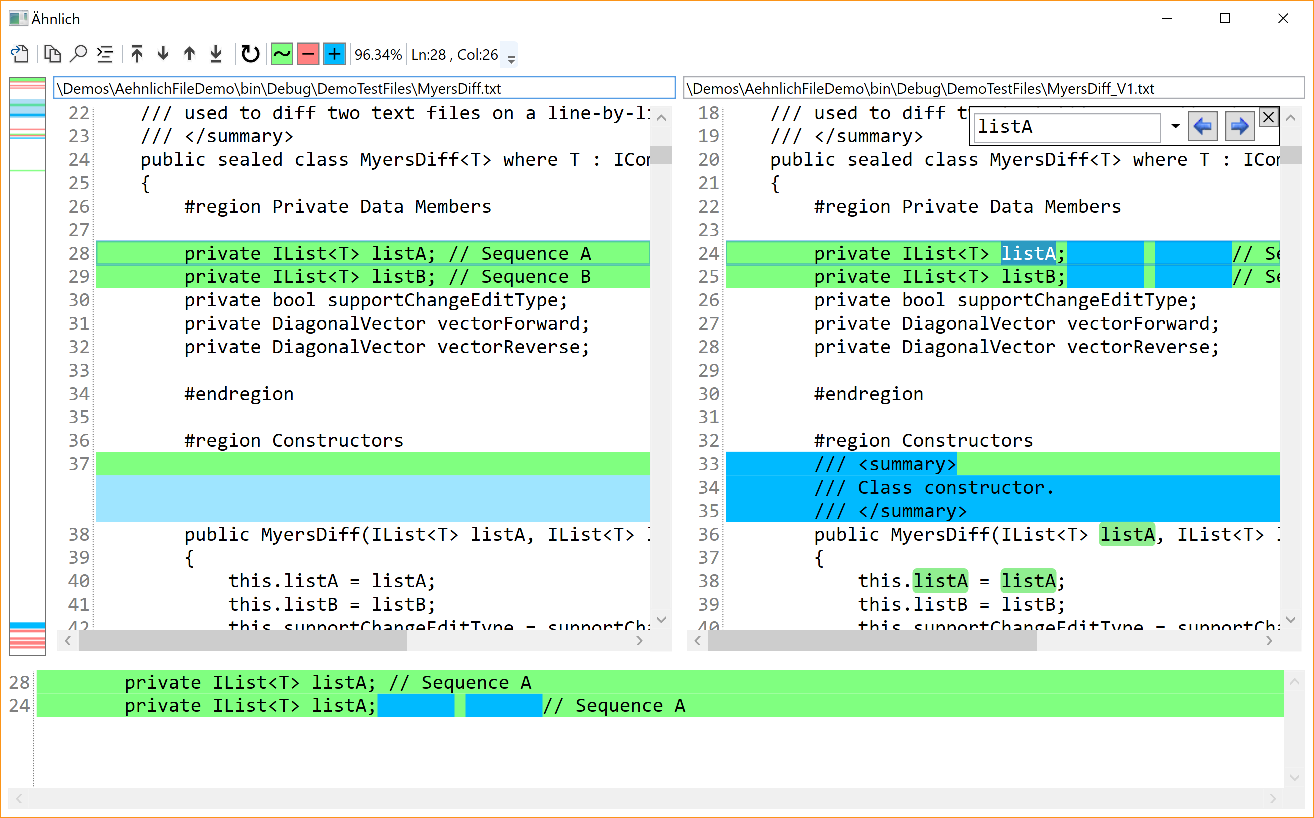 Ähnlich
96.34% Ln:28 , Col:26
\Demos\AehnlichFileDemo\bin\Debug\DemoTestFiles\MyersDiff.txt
22 /// used to diff two text files on a line-by-li
23 /// </summary>
24 public sealed class MyersDiff<T> where T : ICom
25 {
26 #region Private Data Members
27
28 private IList<T> listA; // Sequence A
29 private IList<T> listB; // Sequence B
30 private bool supportChangeEditType;
31 private DiagonalVector vectorForward;
32 private DiagonalVector vectorReverse;
33
34 #endregion
35
36 #region Constructors
37
38 public MyersDiff(IList<T> listA, IList<T> l
39 {
40 this.listA = listA;
41 this.listB = listB;
42 this.supportChangeEditType = supportCha
\Demos\AehnlichFileDemo\bin\Debug\DemoTestFiles\MyersDiff_V1.txt
listA
18 /// used to diff t
19 /// </summary>
20 public sealed class MyersDiff<T> where T : ICom
21 {
22 #region Private Data Members
23
24 private IList<T> listA; // Se
25 private IList<T> listB; // Se
26 private bool supportChangeEditType;
27 private DiagonalVector vectorForward;
28 private DiagonalVector vectorReverse;
29
30 #endregion
31
32 #region Constructors
33 /// <summary>
34 /// Class constructor.
35 /// </summary>
36 public MyersDiff(IList<T> listA, IList<T> l
37 {
38 this.listA = listA;
39 this.listB = listB;
40 this.supportChangeEditType = supportCha
28 private IList<T> listA; // Sequence A
24 private IList<T> listA; // Sequence A